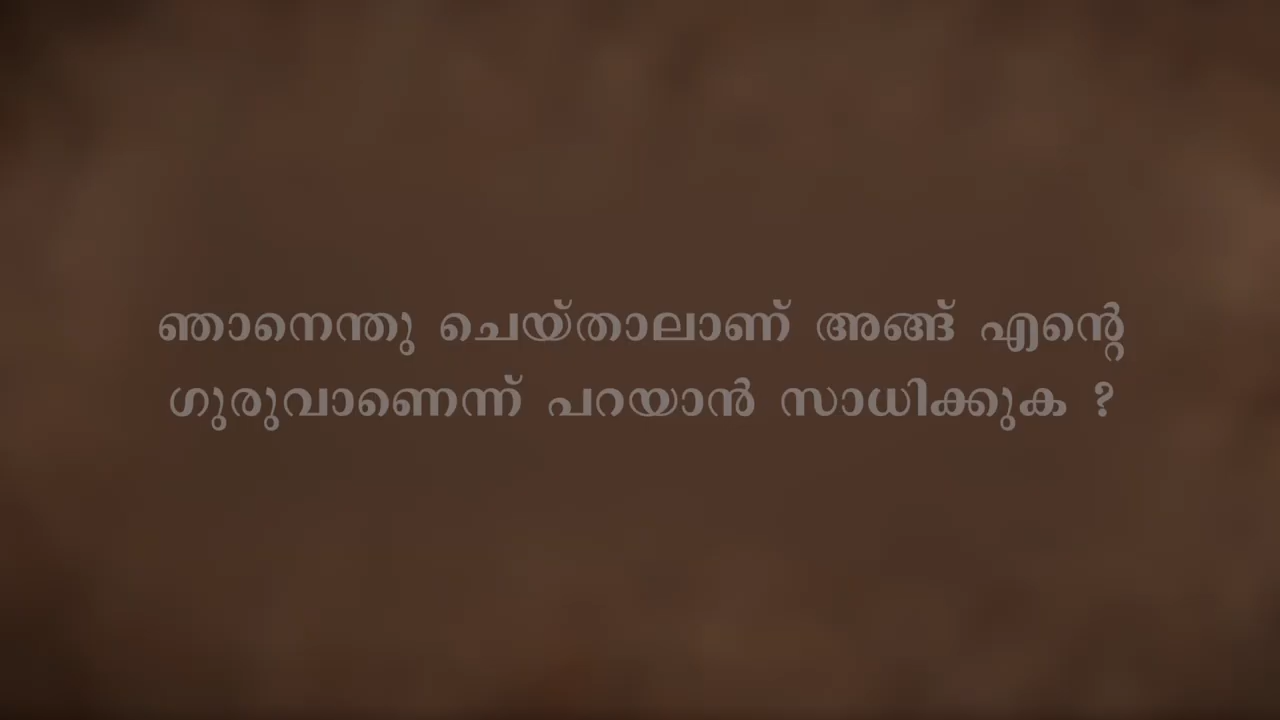 ഞാനെന്തു ചെയ്താലാണ് അങ്ങ് എന്റെ
ഗുരുവാണെന്ന് പറയാൻ സാധിക്കുക ?